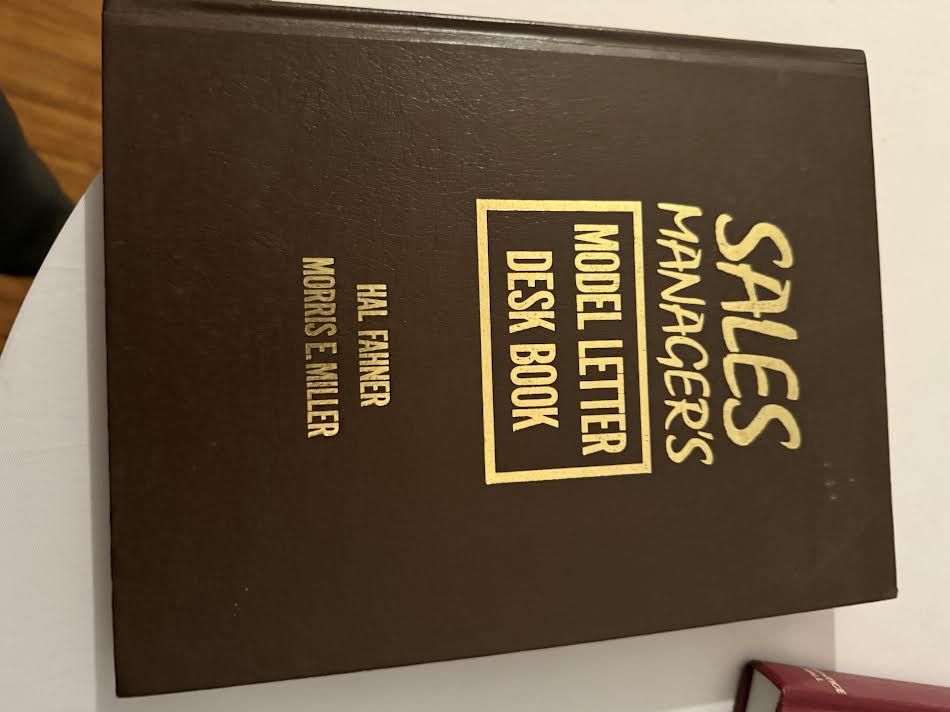 SALES
MANAGER'S
MODEL LETTER
DESK BOOK
HAL FAHNER
MORRIS E. MILLER